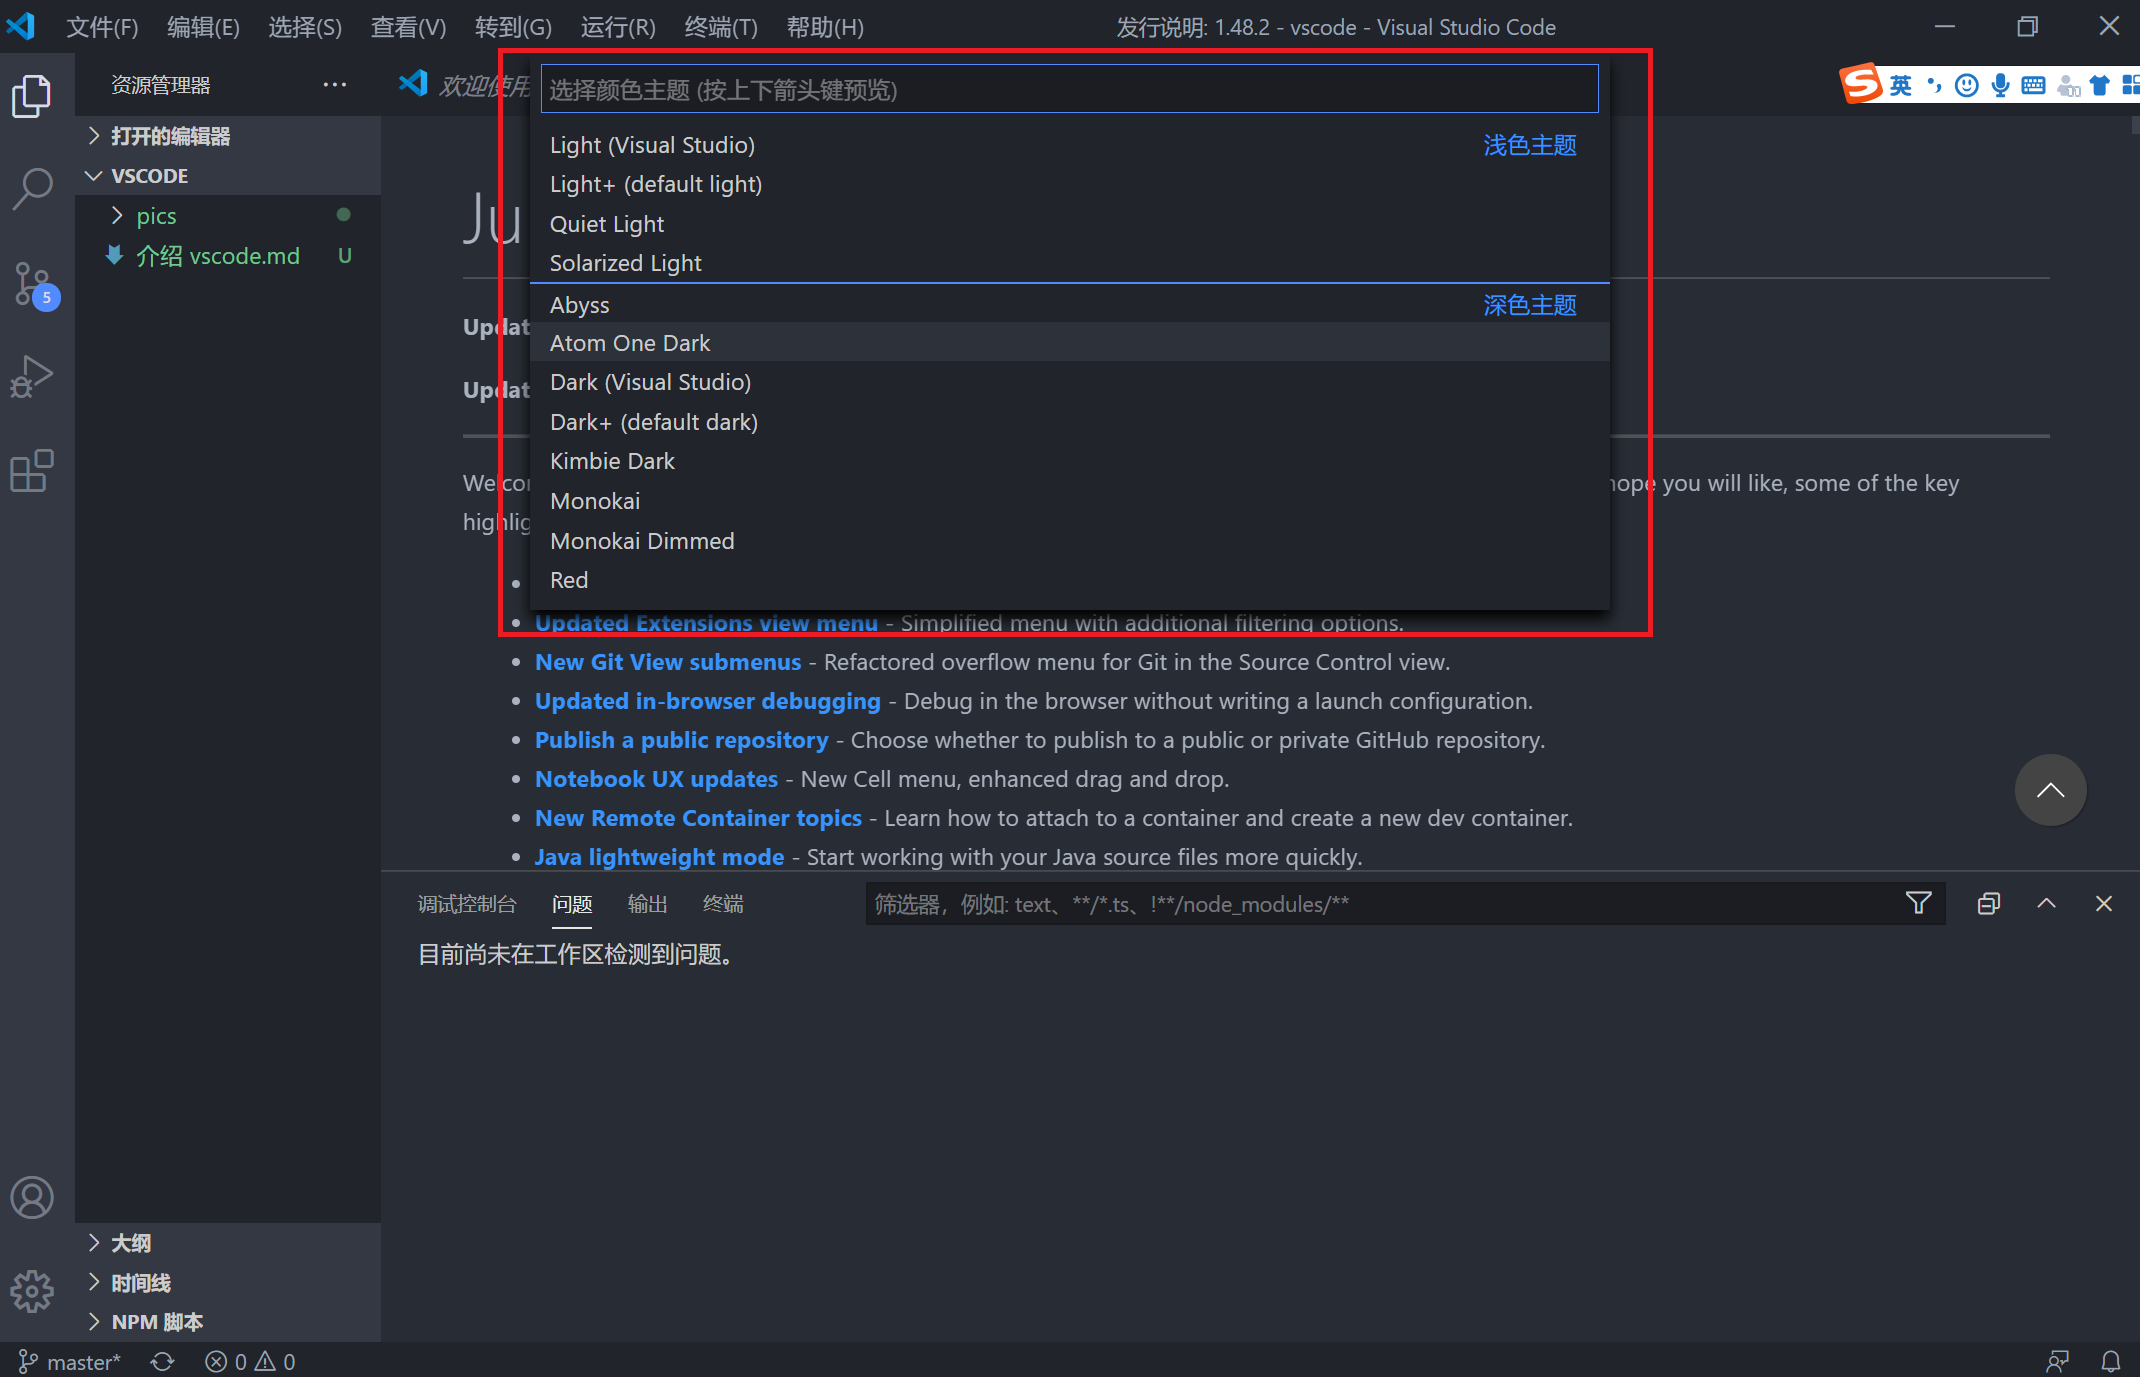 文件(F) 编辑(E) 选择(S) 查看(V) 转到(G) 运行(R) 终端(T) 帮助(H) 发行说明: 1.48.2 - vscode - Visual Studio Code
资源管理器
欢迎使用
英
打开的编辑器
VSCODE
pics
介绍 vscode.md U
5
选择颜色主题 (按上下箭头键预览)
Light (Visual Studio) 浅色主题
Light+ (default light)
Quiet Light
Solarized Light
Abyss 深色主题
Atom One Dark
Dark (Visual Studio)
Dark+ (default dark)
Kimbie Dark
Monokai
Monokai Dimmed
Red
Ju
Updat
Updat
Welcon hope you will like, some of the key
highlig
Updated Extensions view menu - Simplified menu with additional filtering options.
New Git View submenus - Refactored overflow menu for Git in the Source Control view.
Updated in-browser debugging - Debug in the browser without writing a launch configuration.
Publish a public repository - Choose whether to publish to a public or private GitHub repository.
Notebook UX updates - New Cell menu, enhanced drag and drop.
New Remote Container topics - Learn how to attach to a container and create a new dev container.
Java lightweight mode - Start working with your Java source files more quickly.
调试控制台 问题 输出 终端 筛选器，例如: text、**/*.ts、!**/node_modules/**
目前尚未在工作区检测到问题。
大纲
时间线
NPM 脚本
master* 0 0